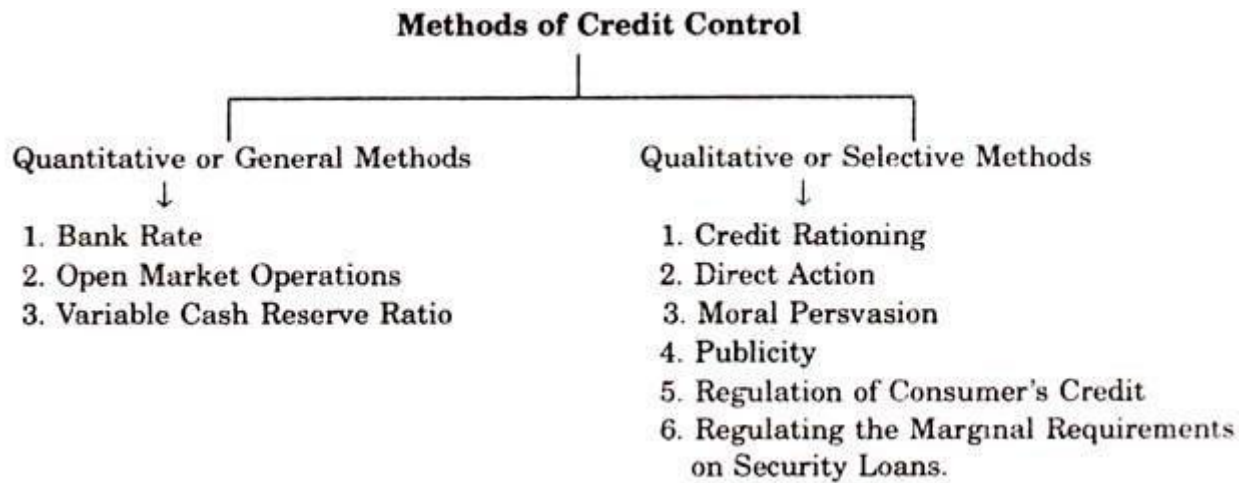 Methods of Credit Control
Quantitative or General Methods
↓
1. Bank Rate
2. Open Market Operations
3. Variable Cash Reserve Ratio
Qualitative or Selective Methods
↓
1. Credit Rationing
2. Direct Action
3. Moral Persvasion
4. Publicity
5. Regulation of Consumer's Credit
6. Regulating the Marginal Requirements
on Security Loans.